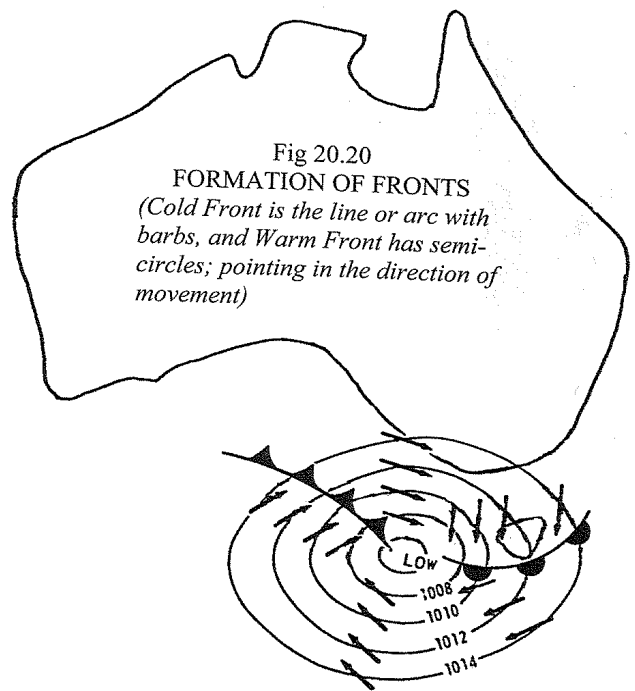 Fig 20.20
FORMATION OF FRONTS
(Cold Front is the line or arc with
barbs, and Warm Front has semi-
circles; pointing in the direction of
movement)
LOW
1008
1010
1012
1014